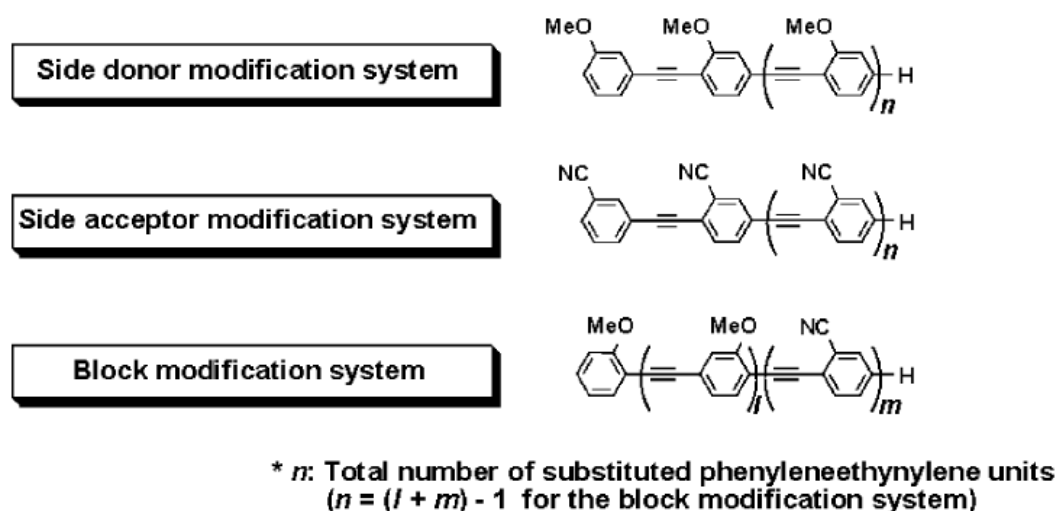 MeO MeO MeO
Side donor modification system
H
n
NC NC NC
Side acceptor modification system
H
n
MeO MeO NC
Block modification system
H
l m
* n: Total number of substituted phenyleneethynylene units
(n = (l + m) - 1 for the block modification system)